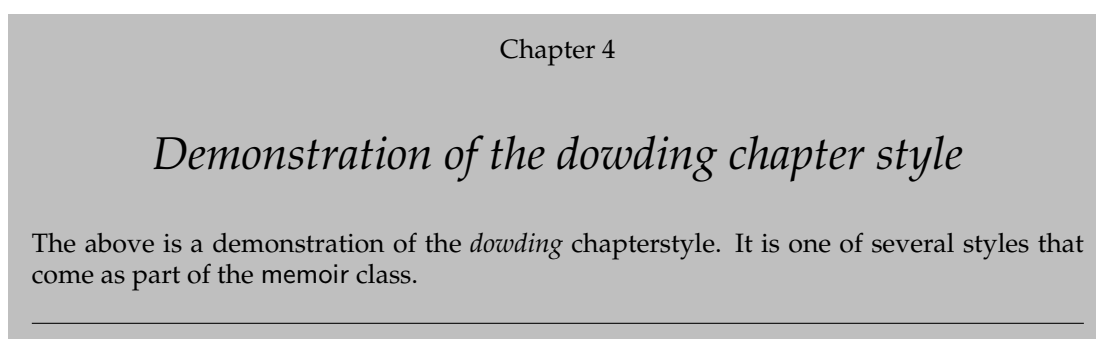 Chapter 4
Demonstration of the dowding chapter style
The above is a demonstration of the dowding chapterstyle. It is one of several styles that
come as part of the memoir class.